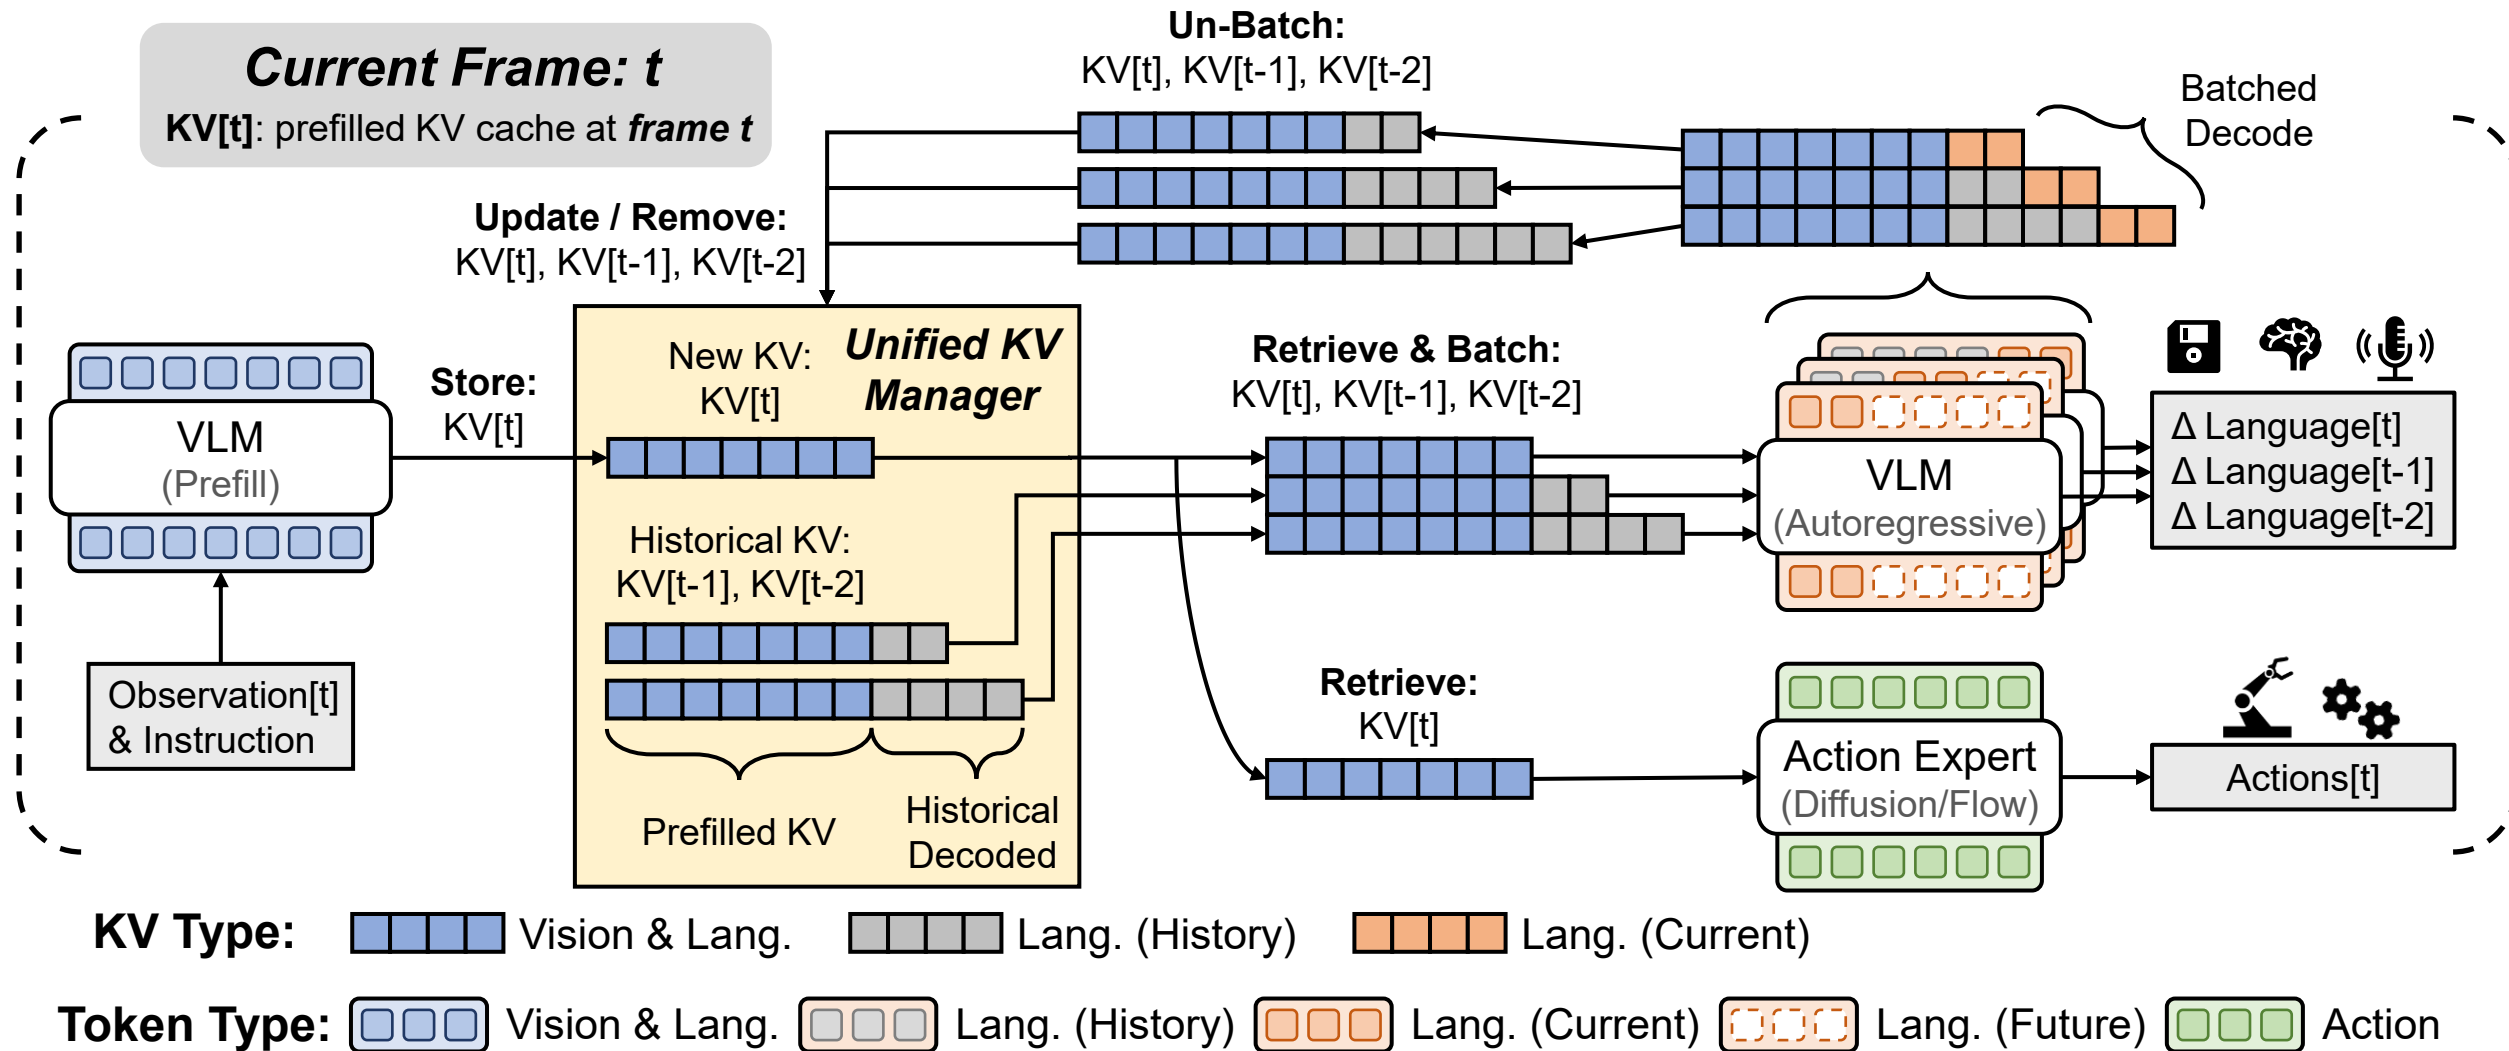 Current Frame: t
KV[t]: prefilled KV cache at frame t
Un-Batch:
KV[t], KV[t-1], KV[t-2]
Batched
Decode
Update / Remove:
KV[t], KV[t-1], KV[t-2]
Unified KV
Manager
New KV:
KV[t]
Store:
KV[t]
VLM
(Prefill)
Observation[t]
& Instruction
Historical KV:
KV[t-1], KV[t-2]
Prefilled KV
Historical
Decoded
Retrieve & Batch:
KV[t], KV[t-1], KV[t-2]
VLM
(Autoregressive)
Δ Language[t]
Δ Language[t-1]
Δ Language[t-2]
Retrieve:
KV[t]
Action Expert
(Diffusion/Flow)
Actions[t]
KV Type:
Vision & Lang.
Lang. (History)
Lang. (Current)
Token Type:
Vision & Lang.
Lang. (History)
Lang. (Current)
Lang. (Future)
Action